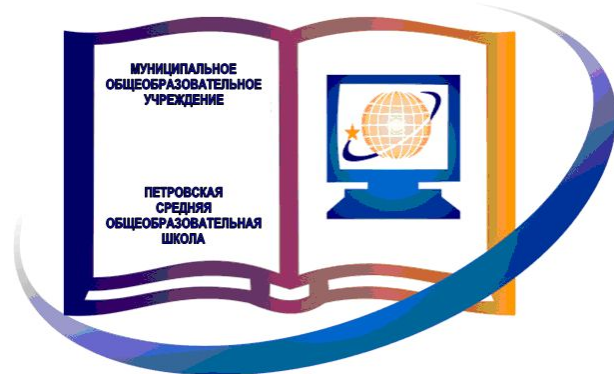 МУНИЦИПАЛЬНОЕ
ОБЩЕОБРАЗОВАТЕЛЬНОЕ
УЧРЕЖДЕНИЕ
ПЕТРОВСКАЯ
СРЕДНЯЯ
ОБЩЕОБРАЗОВАТЕЛЬНАЯ
ШКОЛА